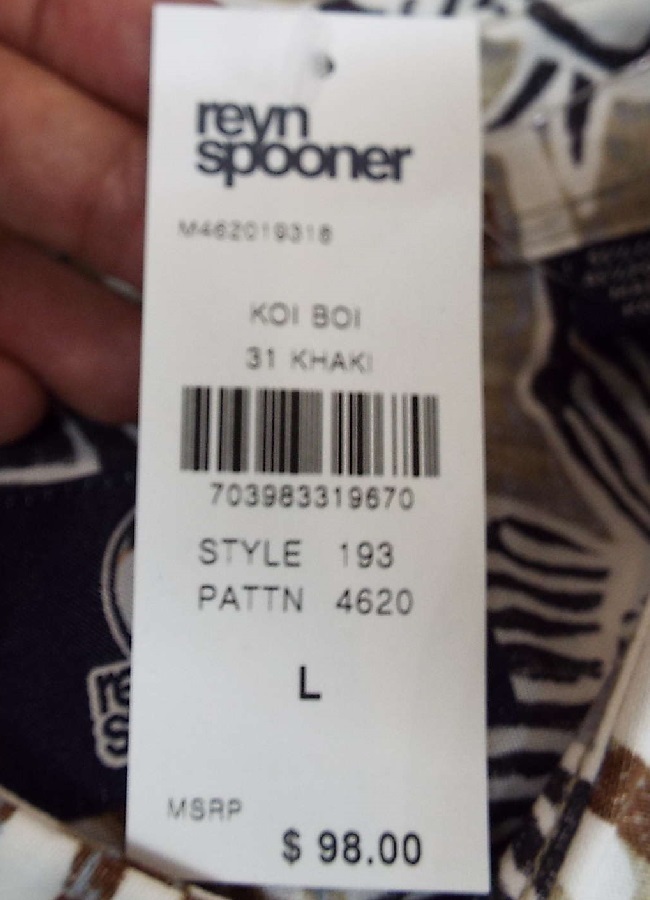 reyn
spooner
M462019318
KOI BOI
31 KHAKI
703983319670
STYLE 193
PATTN 4620
L
MSRP
$ 98.00